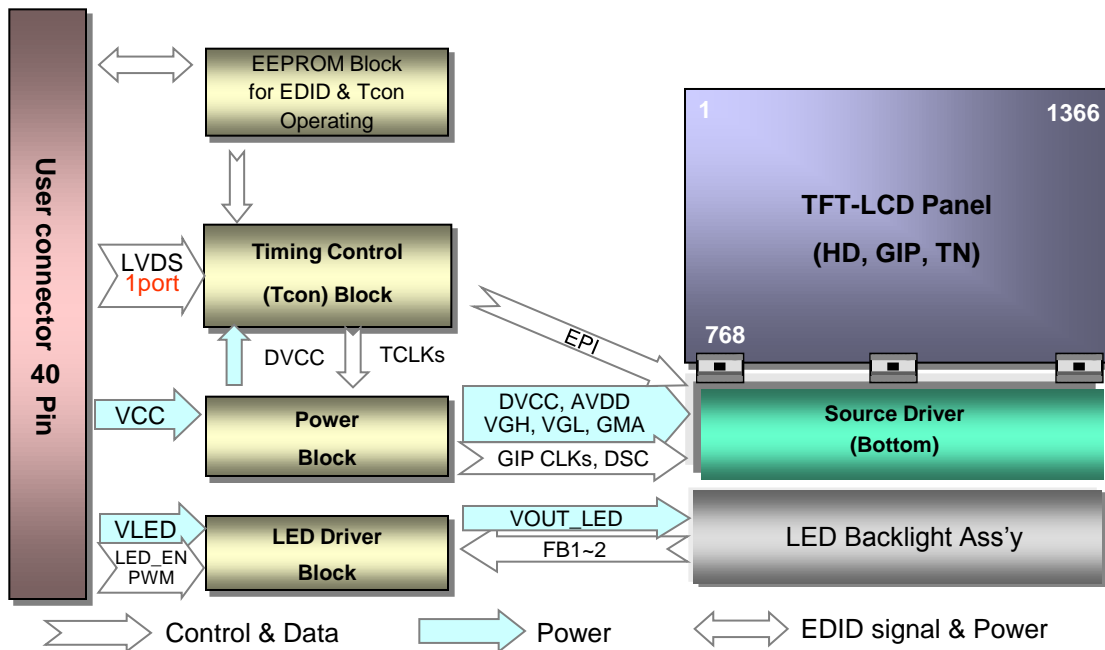 User connector 40 Pin
EEPROM Block
for EDID & Tcon
Operating
LVDS
1port
Timing Control
(Tcon) Block
DVCC
TCLKs
EPI
VCC
Power
Block
DVCC, AVDD
VGH, VGL, GMA
GIP CLKs, DSC
VLED
LED_EN
PWM
LED Driver
Block
VOUT_LED
FB1~2
1
1366
TFT-LCD Panel
(HD, GIP, TN)
768
Source Driver
(Bottom)
LED Backlight Ass'y
Control & Data
Power
EDID signal & Power